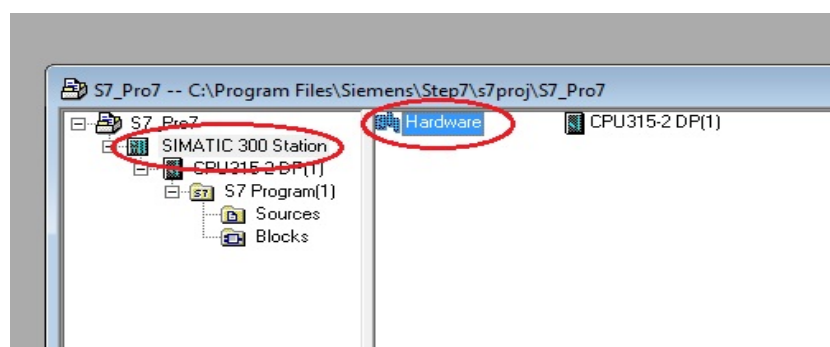 S7_Pro7 -- C:\Program Files\Siemens\Step7\s7proj\S7_Pro7
S7_Pro7
SIMATIC 300 Station
CPU315-2 DP(1)
S7 Program(1)
Sources
Blocks
Hardware
CPU315-2 DP(1)